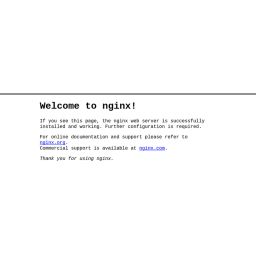 Welcome to nginx!
If you see this page, the nginx web server is successfully
installed and working. Further configuration is required.
For online documentation and support please refer to
nginx.org.
Commercial support is available at nginx.com.
Thank you for using nginx.